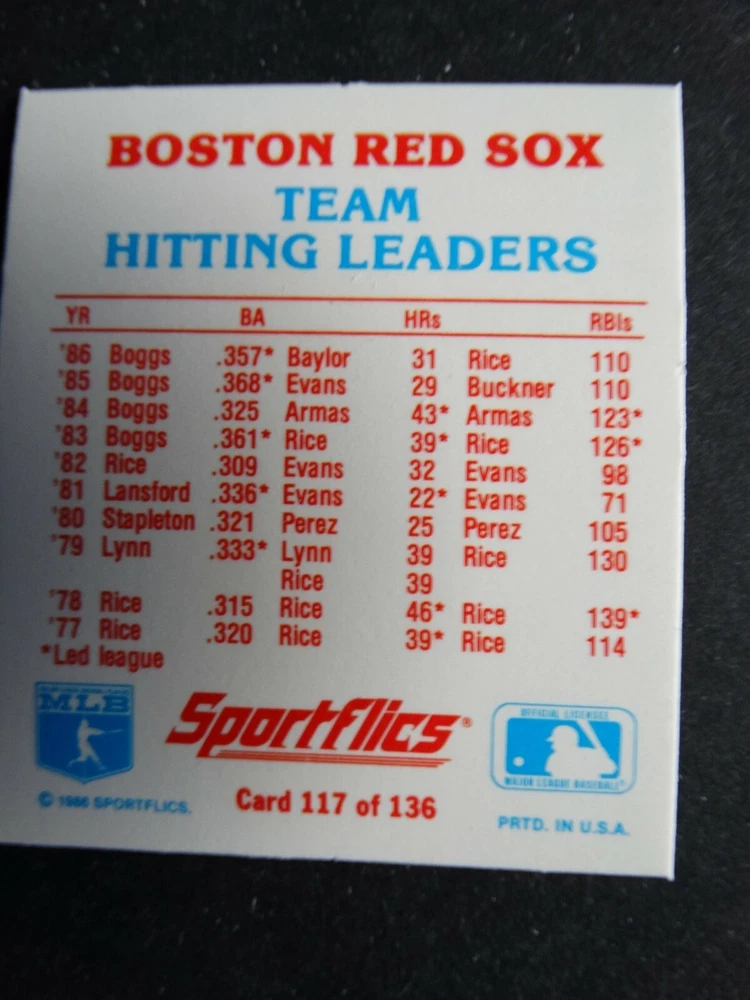 BOSTON RED SOX
TEAM
HITTING LEADERS
YR BA HRs RBIs
'86 Boggs .357* Baylor 31 Rice 110
'85 Boggs .368* Evans 29 Buckner 110
'84 Boggs .325 Armas 43* Armas 123*
'83 Boggs .361* Rice 39* Rice 126*
'82 Rice .309 Evans 32 Evans 98
'81 Lansford .336* Evans 22* Evans 71
'80 Stapleton .321 Perez 25 Perez 105
'79 Lynn .333* Lynn 39 Rice 130
Rice 39
'78 Rice .315 Rice 46* Rice 139*
'77 Rice .320 Rice 39* Rice 114
*Led league
MLB
Sportflics®
OFFICIAL LICENSEE
MAJOR LEAGUE BASEBALL
© 1986 SPORTFLICS.
Card 117 of 136
PRTD. IN U.S.A.